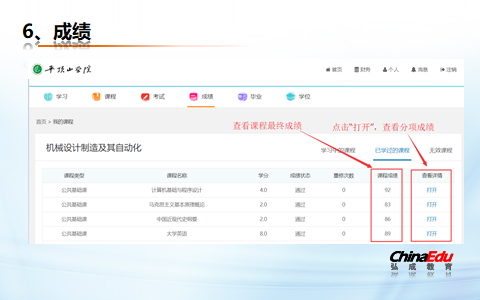 6、成绩
平顶山学院
首页 财务 个人 消息 注销
学习 课程 考试 成绩 毕业 学位
首页 > 我的课程
查看课程最终成绩 点击"打开"，查看分项成绩
机械设计制造及其自动化 学习中的课程 已学过的课程 无效课程
课程类型 课程名称 学分 成绩状态 重修次数 课程成绩 查看详情
公共基础课 计算机基础与程序设计 4.0 通过 0 92 打开
公共基础课 马克思主义基本原理概论 2.0 通过 0 83 打开
公共基础课 中国近现代史纲要 2.0 通过 0 86 打开
公共基础课 大学英语 8.0 通过 0 89 打开
ChinaEdu
弘成教育